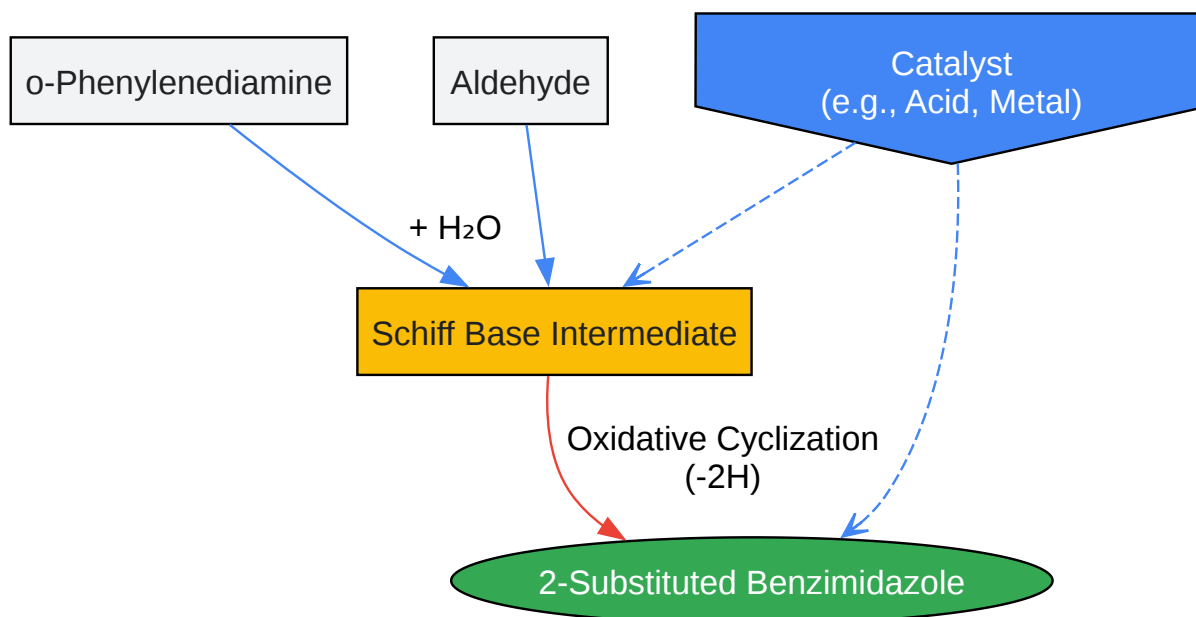 o-Phenylenediamine
Aldehyde
Catalyst
(e.g., Acid, Metal)
+ H₂O
Schiff Base Intermediate
Oxidative Cyclization
(-2H)
2-Substituted Benzimidazole